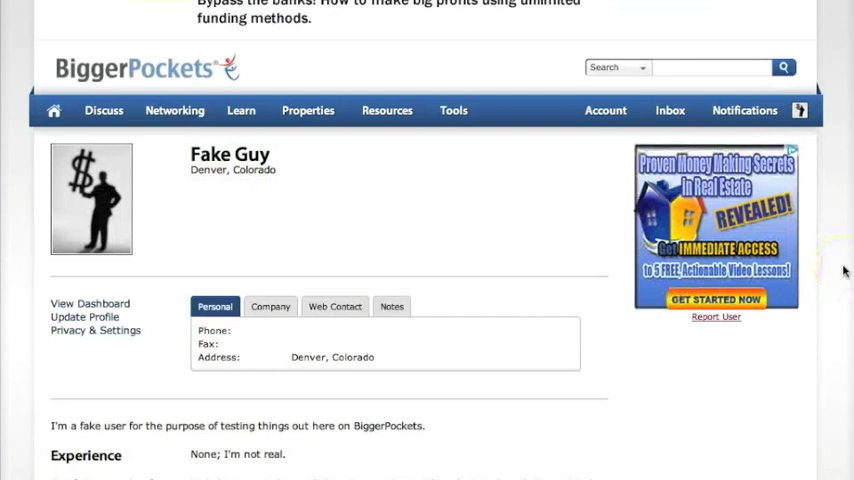 Bypass the banks! How to make big profits using unlimited
funding methods.
BiggerPockets
Search
Discuss Networking Learn Properties Resources Tools Account Inbox Notifications
Fake Guy
Denver, Colorado
Proven Money Making Secrets
in Real Estate
REVEALED!
Get IMMEDIATE ACCESS
to 5 FREE, Actionable Video Lessons!
GET STARTED NOW
Report User
View Dashboard
Update Profile
Privacy & Settings
Personal Company Web Contact Notes
Phone:
Fax:
Address: Denver, Colorado
I'm a fake user for the purpose of testing things out here on BiggerPockets.
Experience None; I'm not real.